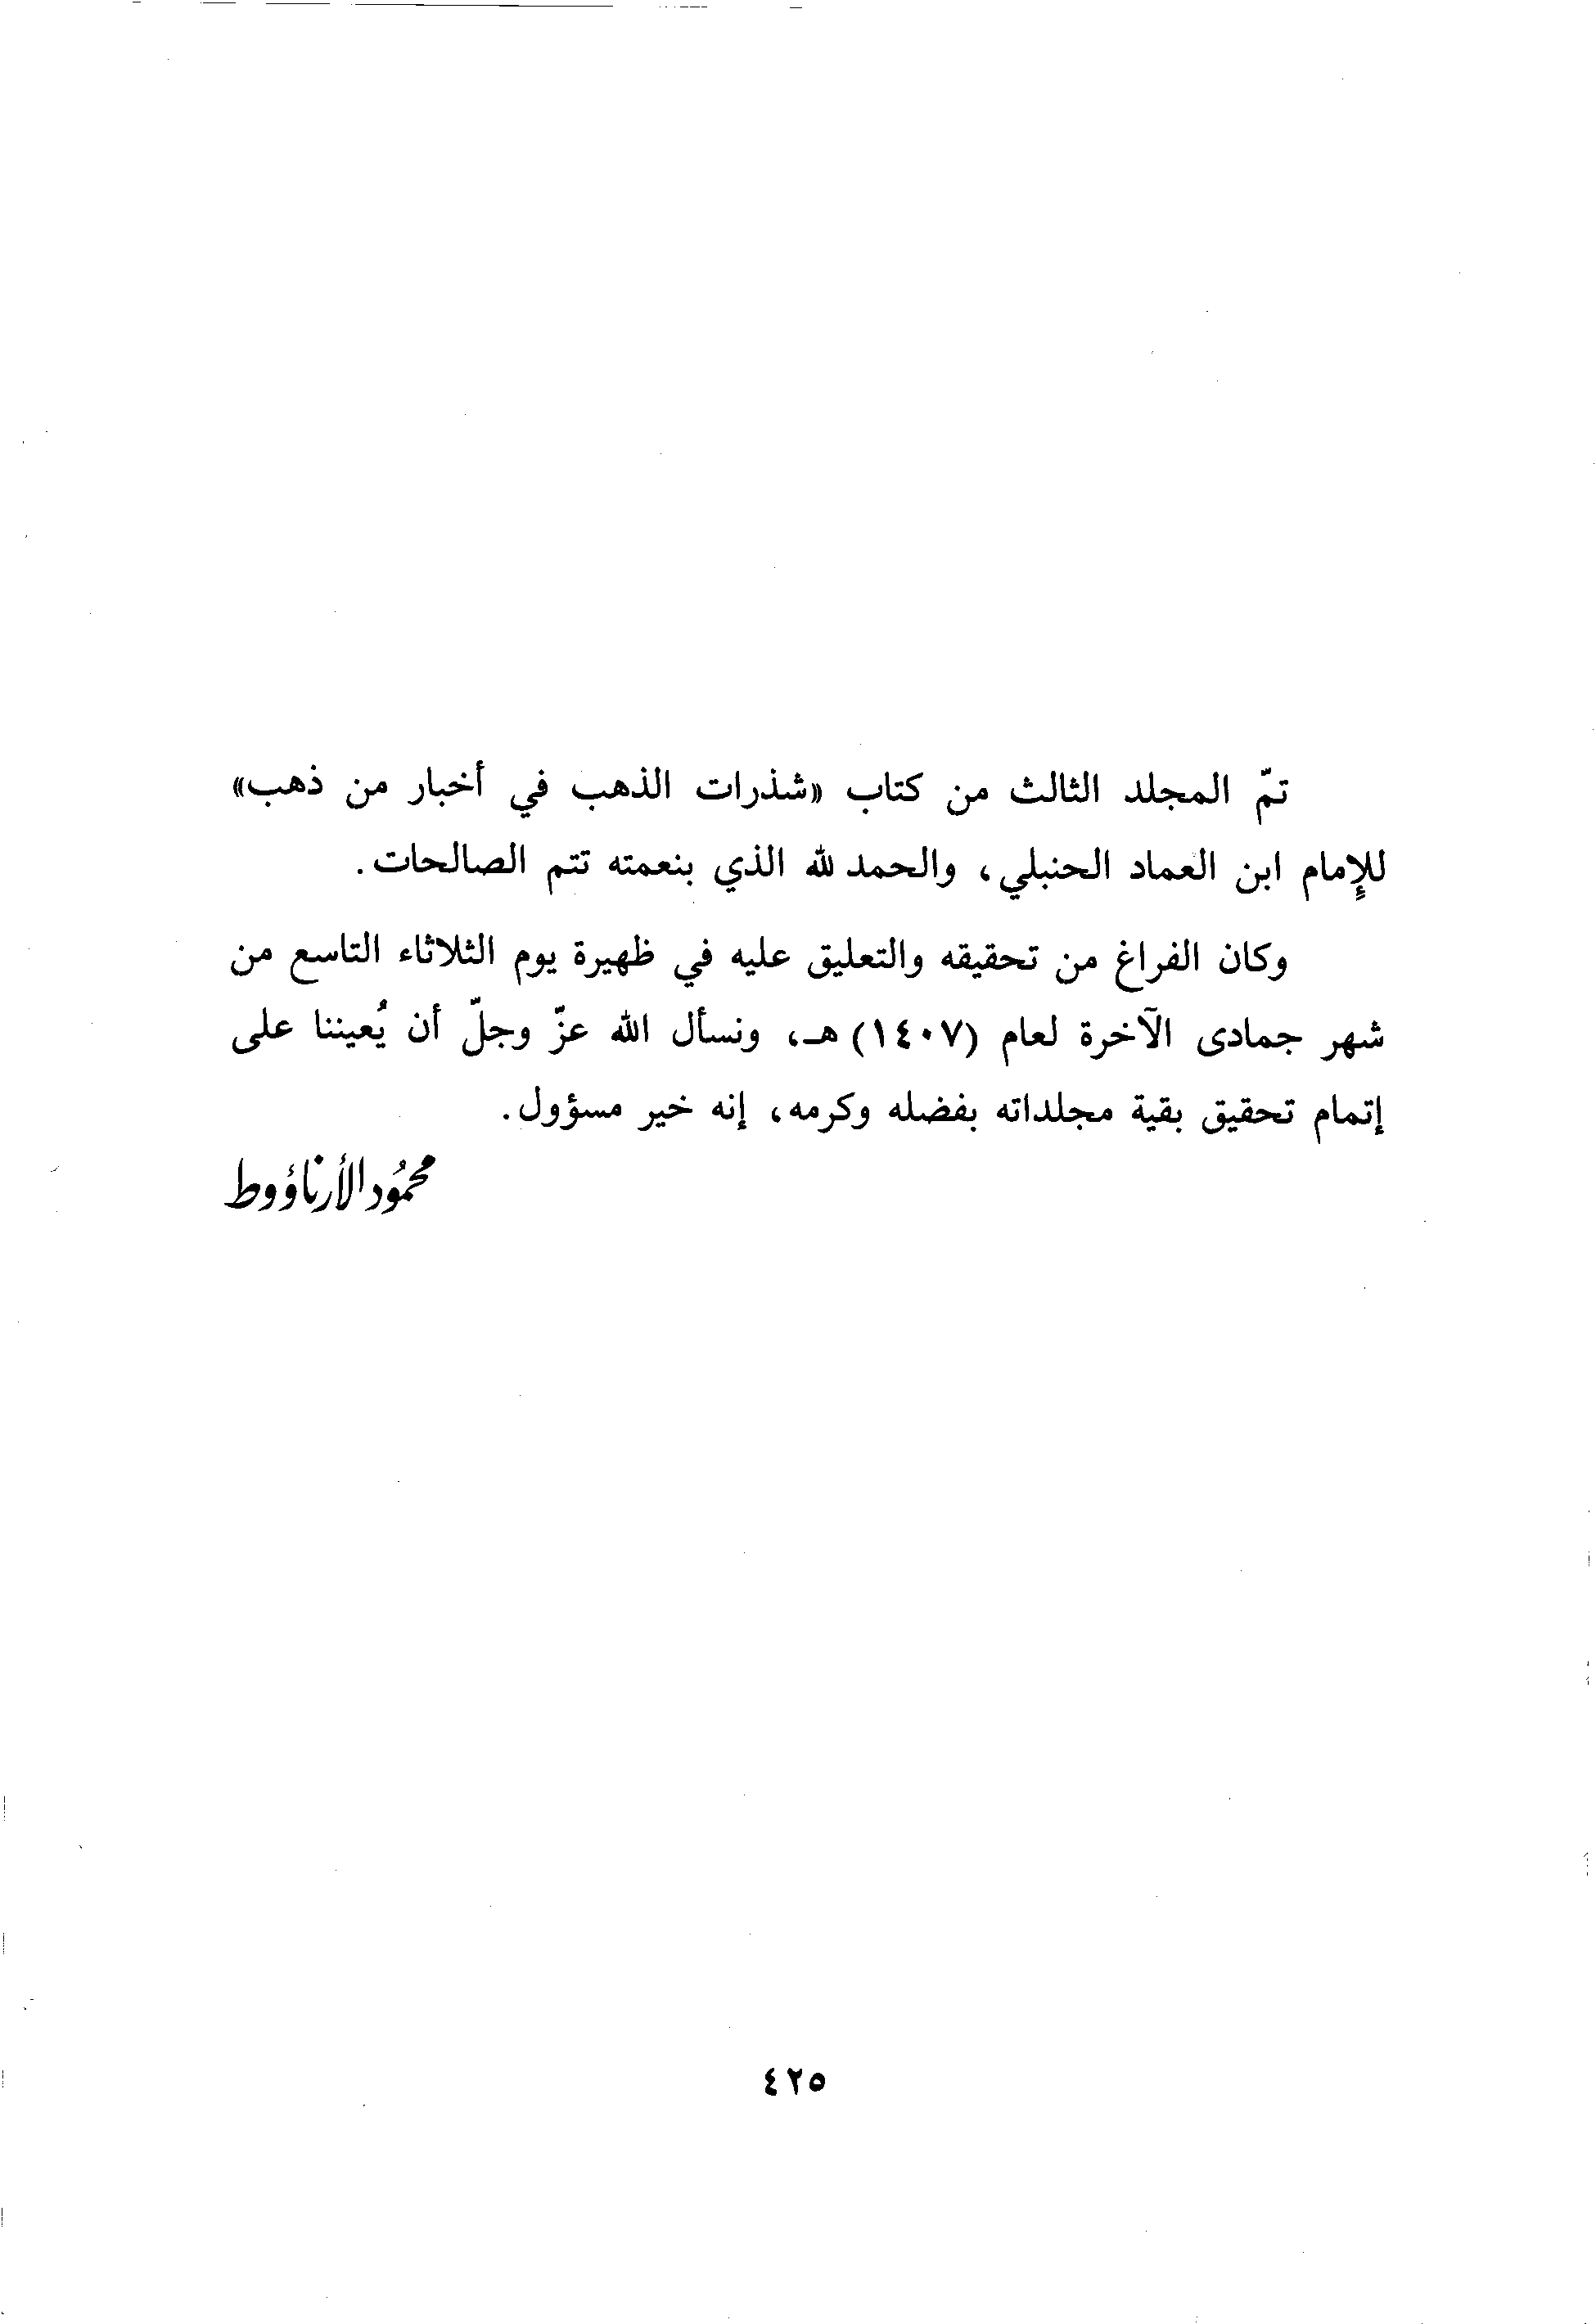 تمّ المجلد الثالث من كتاب «شذرات الذهب في أخبار من ذهب»
للإمام ابن العماد الحنبلي، والحمد لله الذي بنعمته تتم الصالحات.
وكان الفراغ من تحقيقه والتعليق عليه في ظهيرة يوم الثلاثاء التاسع من
شهر جمادى الآخرة لعام (١٤٠٧) هـ، ونسأل الله عزّ وجلّ أن يُعيننا على
إتمام تحقيق بقية مجلداته بفضله وكرمه، إنه خير مسؤول.
محمُود الأرناؤوط
٤٢٥